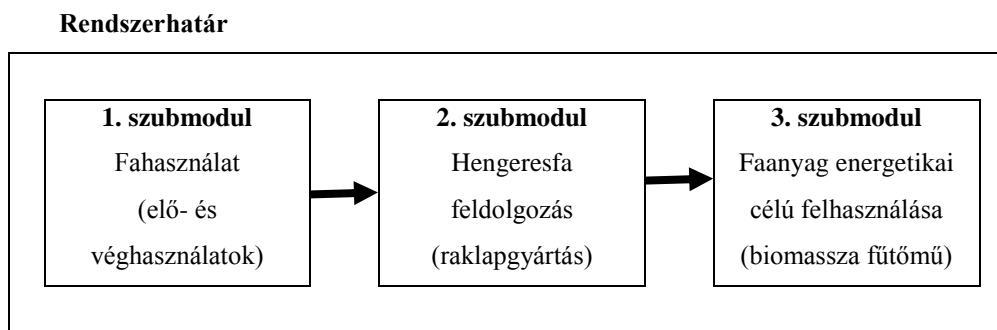 Rendszerhatár
1. szubmodul
Fahasználat
(elő- és
véghasználatok)
2. szubmodul
Hengeresfa
feldolgozás
(raklapgyártás)
3. szubmodul
Faanyag energetikai
célú felhasználása
(biomassza fűtőmű)